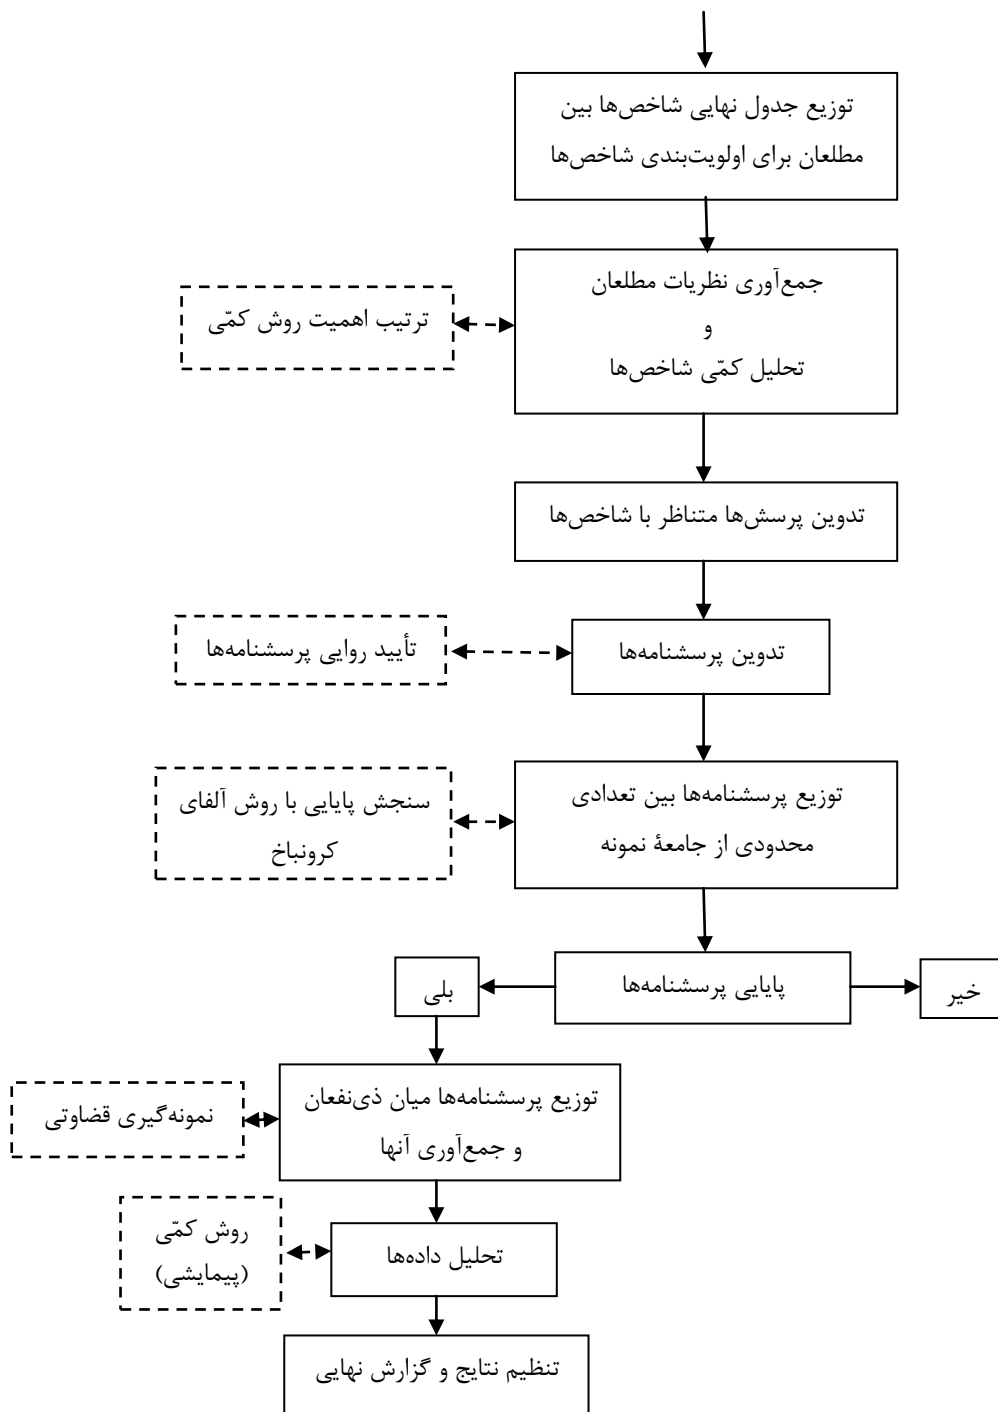 توزیع جدول نهایی شاخص‌ها بین
مطلعان برای اولویت‌بندی شاخص‌ها
جمع‌آوری نظریات مطلعان
و
تحلیل کمّی شاخص‌ها
ترتیب اهمیت روش کمّی
تدوین پرسش‌ها متناظر با شاخص‌ها
تدوین پرسشنامه‌ها
تأیید روایی پرسشنامه‌ها
توزیع پرسشنامه‌ها بین تعدادی
محدودی از جامعهٔ نمونه
سنجش پایایی با روش آلفای
کرونباخ
پایایی پرسشنامه‌ها
خیر
بلی
توزیع پرسشنامه‌ها میان ذی‌نفعان
و جمع‌آوری آنها
نمونه‌گیری قضاوتی
تحلیل داده‌ها
روش کمّی
(پیمایشی)
تنظیم نتایج و گزارش نهایی